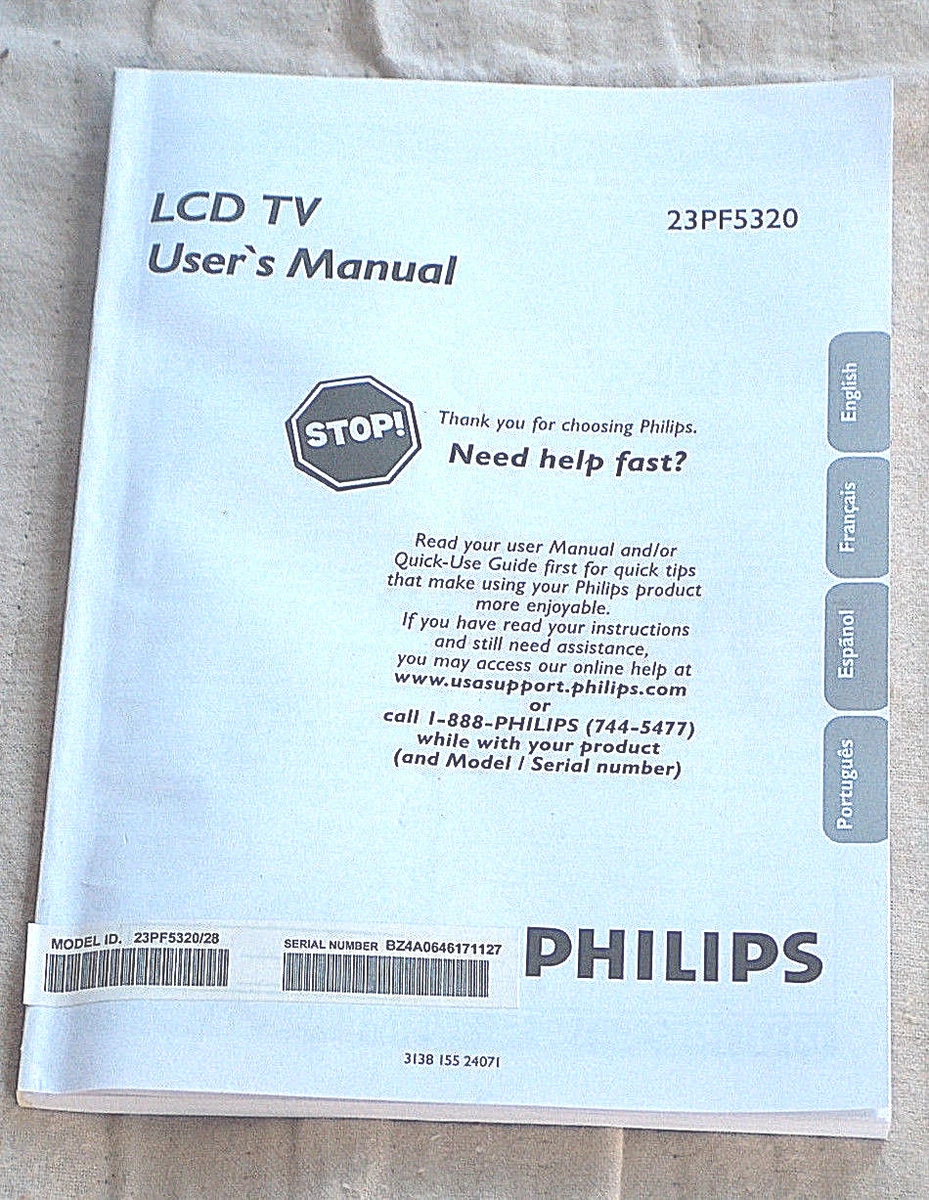 LCD TV
User`s Manual
23PF5320
STOP!
Thank you for choosing Philips.
Need help fast?
Read your user Manual and/or
Quick-Use Guide first for quick tips
that make using your Philips product
more enjoyable.
If you have read your instructions
and still need assistance,
you may access our online help at
www.usasupport.philips.com
or
call 1-888-PHILIPS (744-5477)
while with your product
(and Model / Serial number)
English
Français
Espãnol
Português
MODEL ID. 23PF5320/28
SERIAL NUMBER BZ4A0646171127
PHILIPS
3138 155 24071